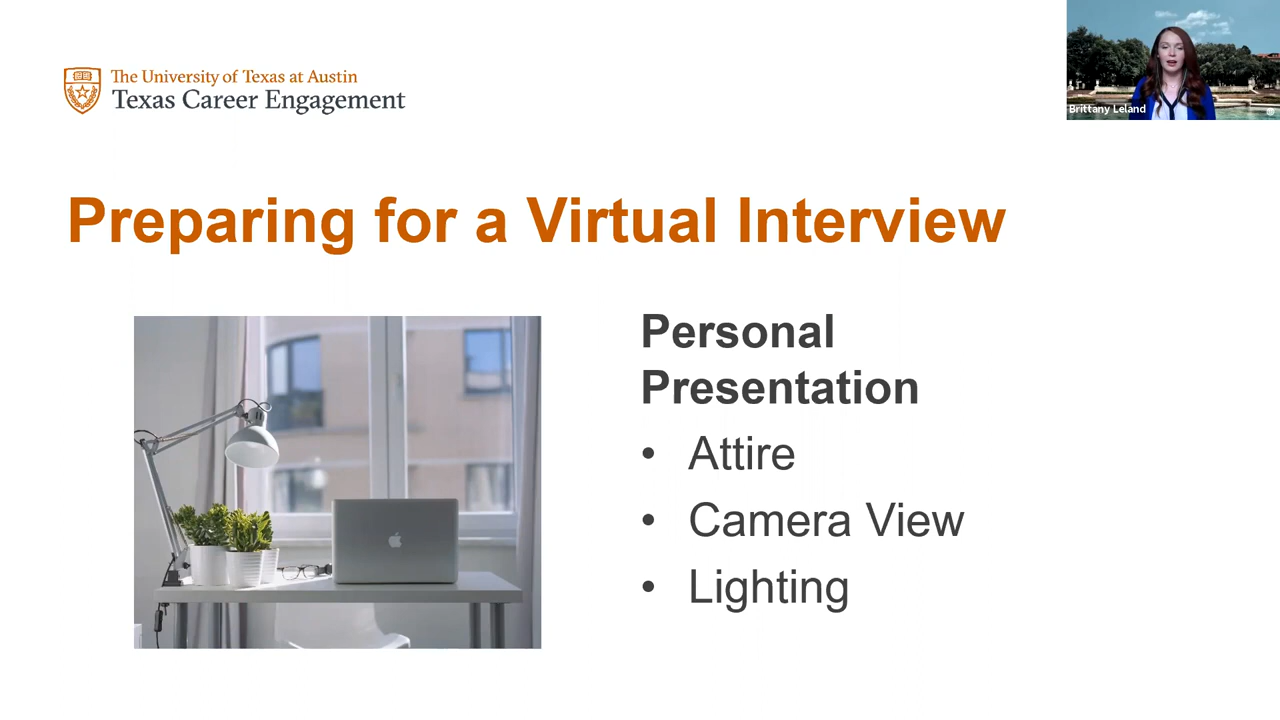 The University of Texas at Austin
Texas Career Engagement
Brittany Leland
Preparing for a Virtual Interview
Personal
Presentation
• Attire
• Camera View
• Lighting